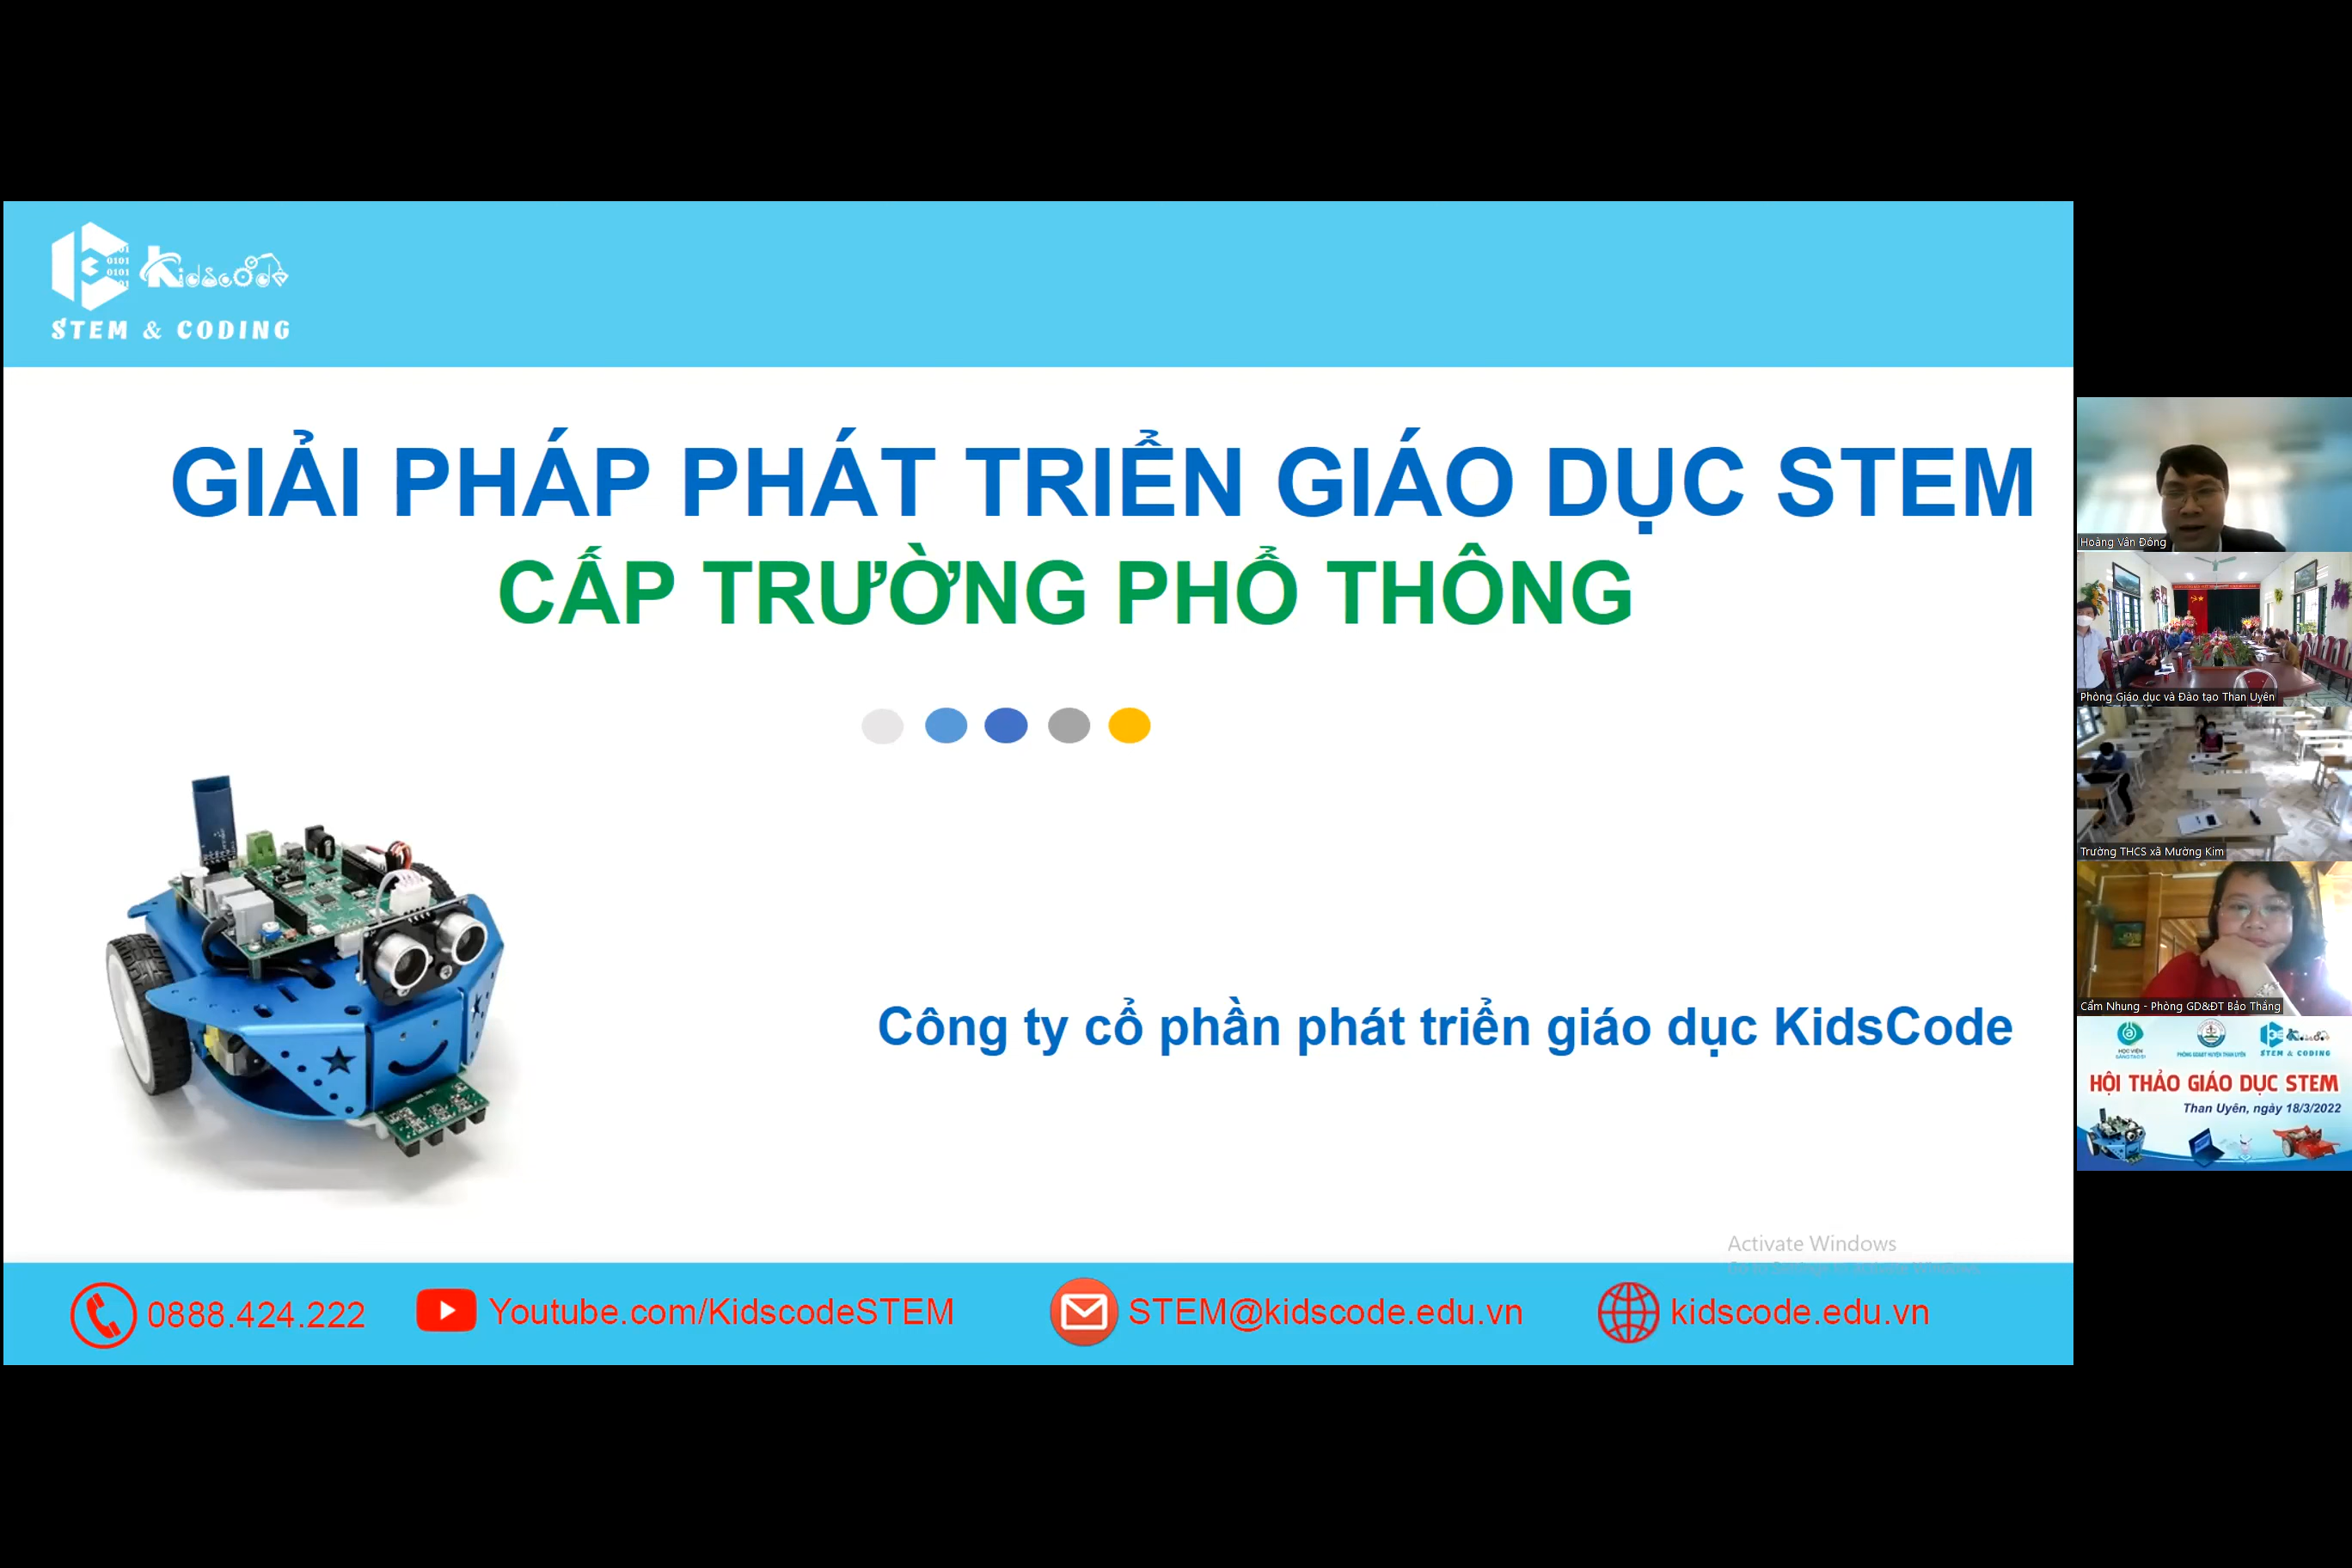 Kidscode
STEM & CODING
GIẢI PHÁP PHÁT TRIỂN GIÁO DỤC STEM
CẤP TRƯỜNG PHỔ THÔNG
Công ty cổ phần phát triển giáo dục KidsCode
Activate Windows
0888.424.222
Youtube.com/KidscodeSTEM
STEM@kidscode.edu.vn
kidscode.edu.vn
Hoàng Vân Đông
Phòng Giáo dục và Đào tạo Than Uyên
Trường THCS xã Mường Kim
Cẩm Nhung - Phòng GD&ĐT Bảo Thắng
STEM & CODING
HỘI THẢO GIÁO DỤC STEM
Than Uyên, ngày 18/3/2022